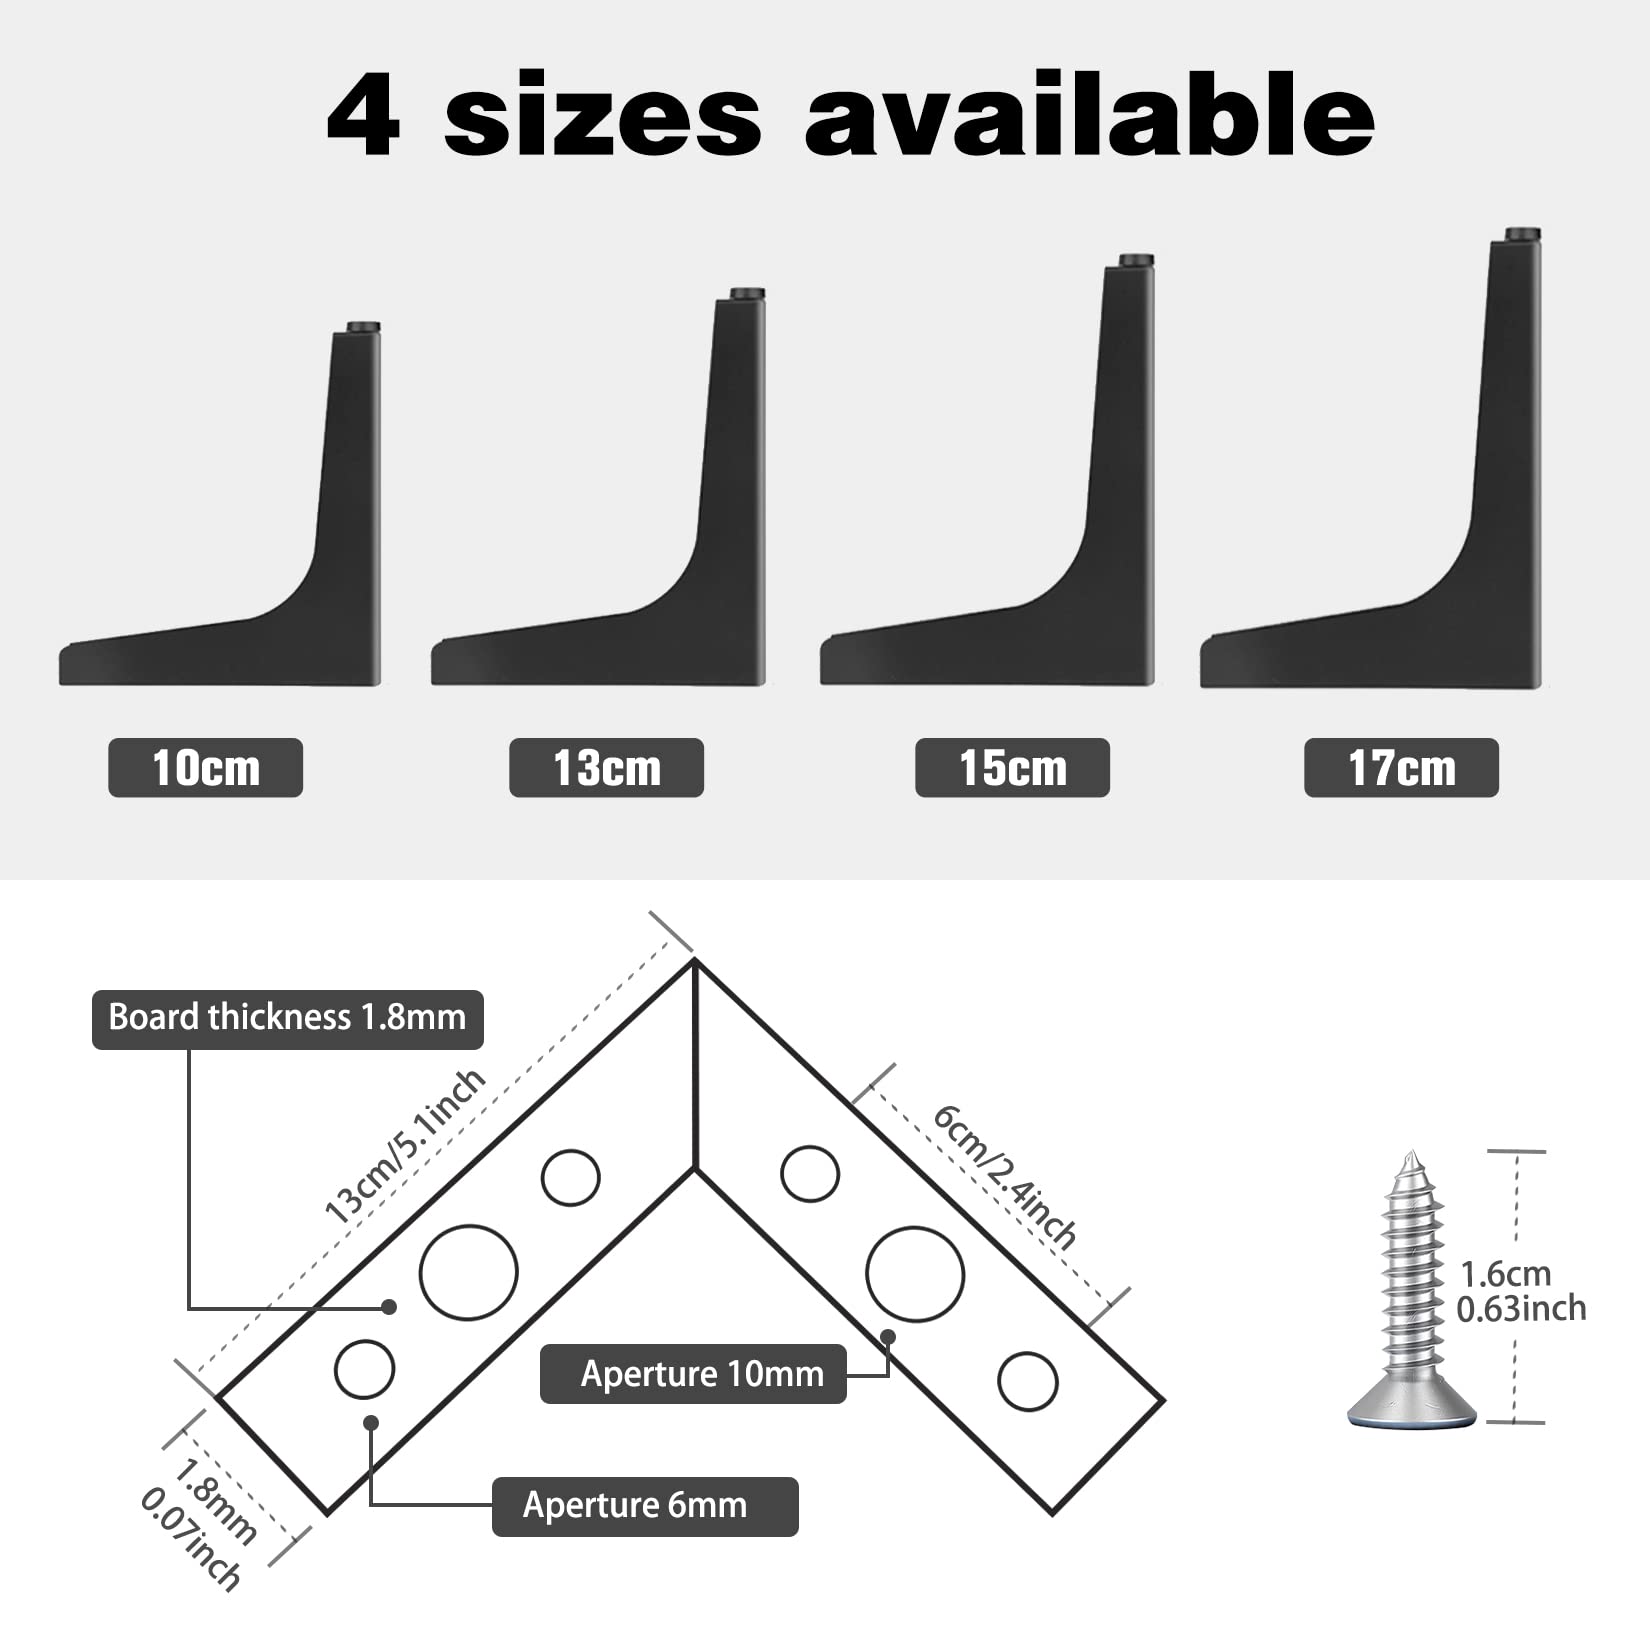 4 sizes available
10cm
13cm
15cm
17cm
Board thickness 1.8mm
13cm/5.1inch
6cm/2.4inch
1.6cm
0.63inch
Aperture 10mm
Aperture 6mm
1.8mm
0.07inch